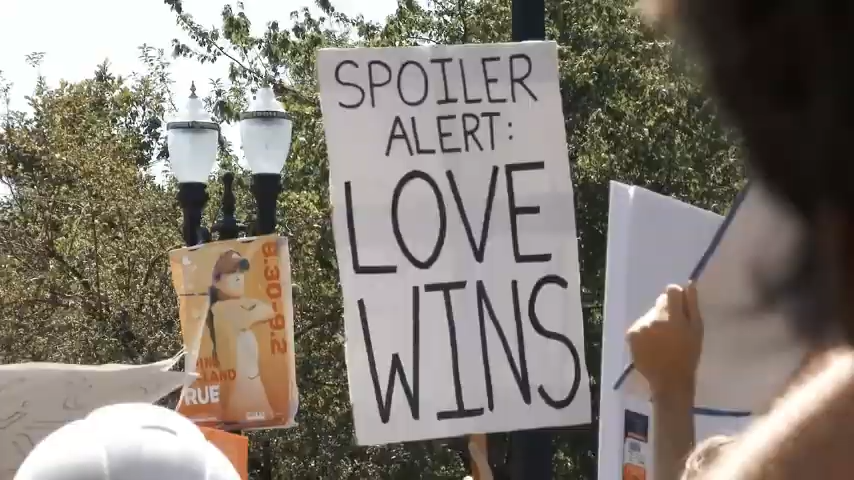 SPOILER
ALERT:
LOVE
WINS
8.30-9.2
RUE